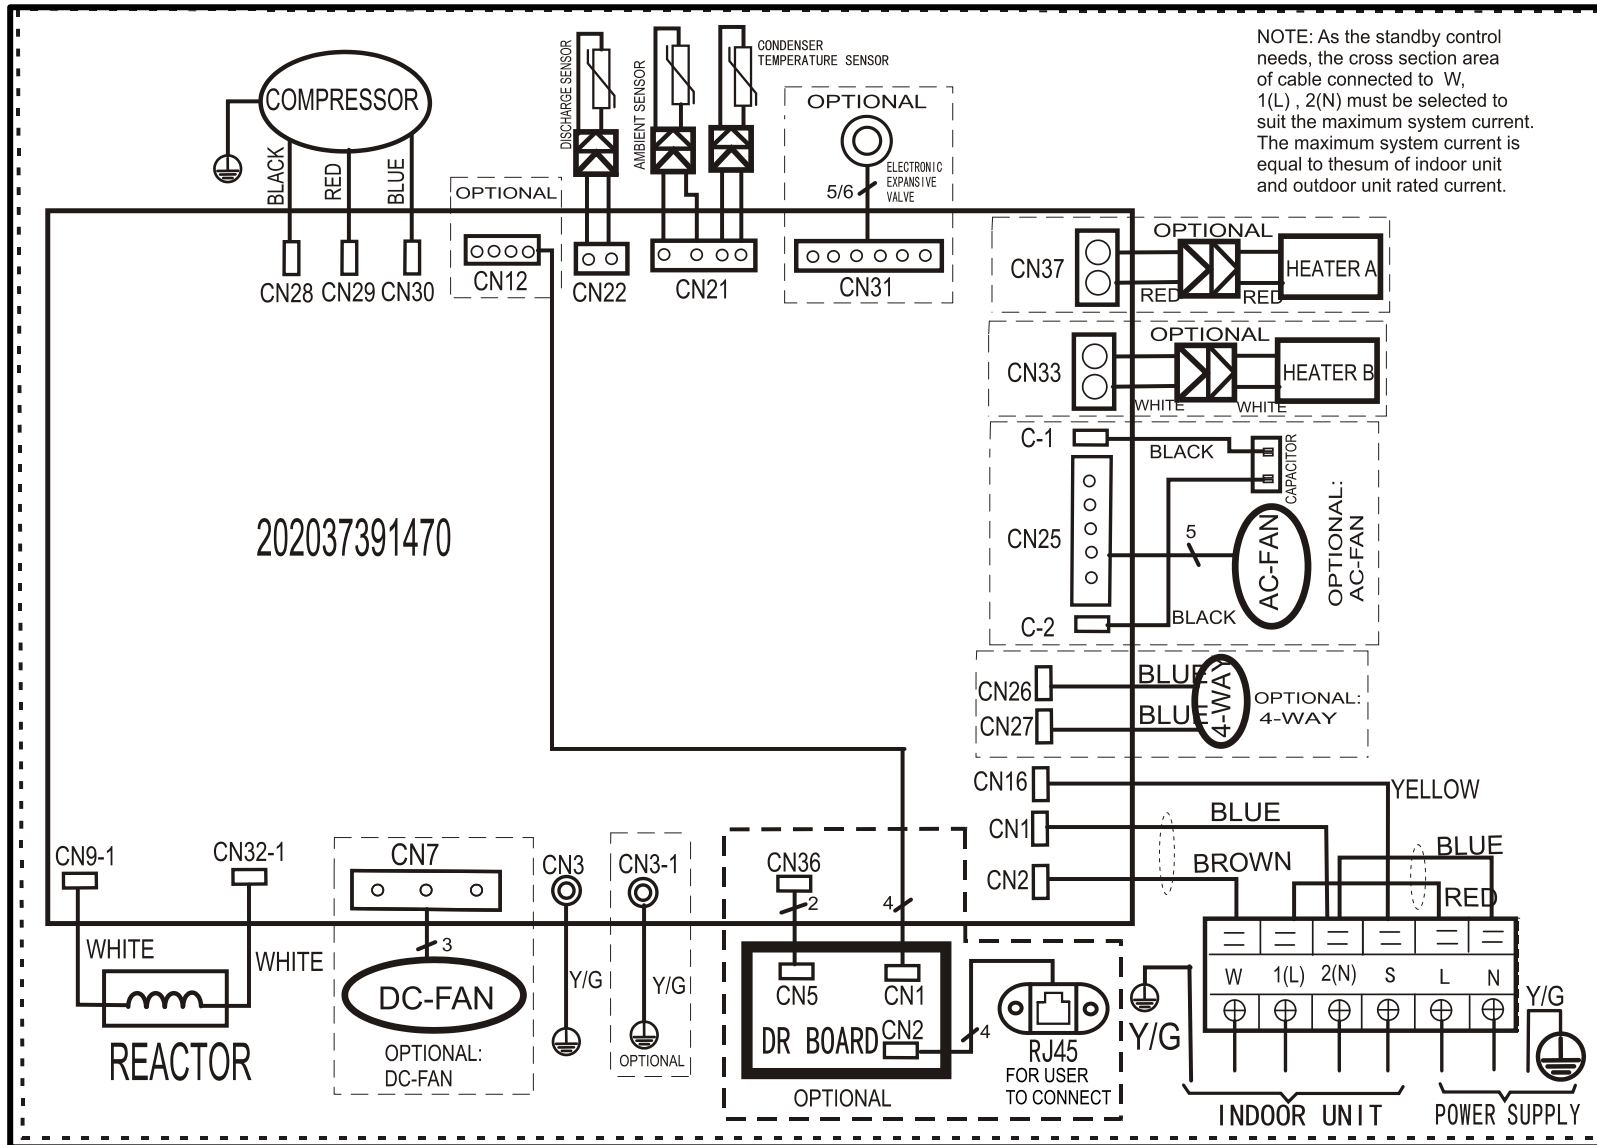 NOTE: As the standby control
needs, the cross section area
of cable connected to W,
1(L) , 2(N) must be selected to
suit the maximum system current.
The maximum system current is
equal to thesum of indoor unit
and outdoor unit rated current.
COMPRESSOR
BLACK
RED
BLUE
CN28 CN29 CN30
OPTIONAL
CN12
DISCHARGE SENSOR
CN22
AMBIENT SENSOR
CONDENSER
TEMPERATURE SENSOR
CN21
OPTIONAL
5/6
ELECTRONIC
EXPANSIVE
VALVE
CN31
OPTIONAL
CN37
HEATER A
RED
RED
OPTIONAL
CN33
HEATER B
WHITE
WHITE
C-1
BLACK
CAPACITOR
CN25
5
AC-FAN
OPTIONAL:
AC-FAN
C-2
BLACK
202037391470
CN26
BLUE
CN27
BLUE
4-WAY
OPTIONAL:
4-WAY
CN16
YELLOW
CN1
BLUE
CN2
BROWN
BLUE
RED
CN9-1
CN32-1
WHITE
WHITE
REACTOR
CN7
3
DC-FAN
OPTIONAL:
DC-FAN
CN3
Y/G
CN3-1
Y/G
OPTIONAL
CN36
2
4
CN5
CN1
CN2
DR BOARD
OPTIONAL
4
RJ45
FOR USER
TO CONNECT
W 1(L) 2(N) S L N
Y/G
Y/G
INDOOR UNIT
POWER SUPPLY